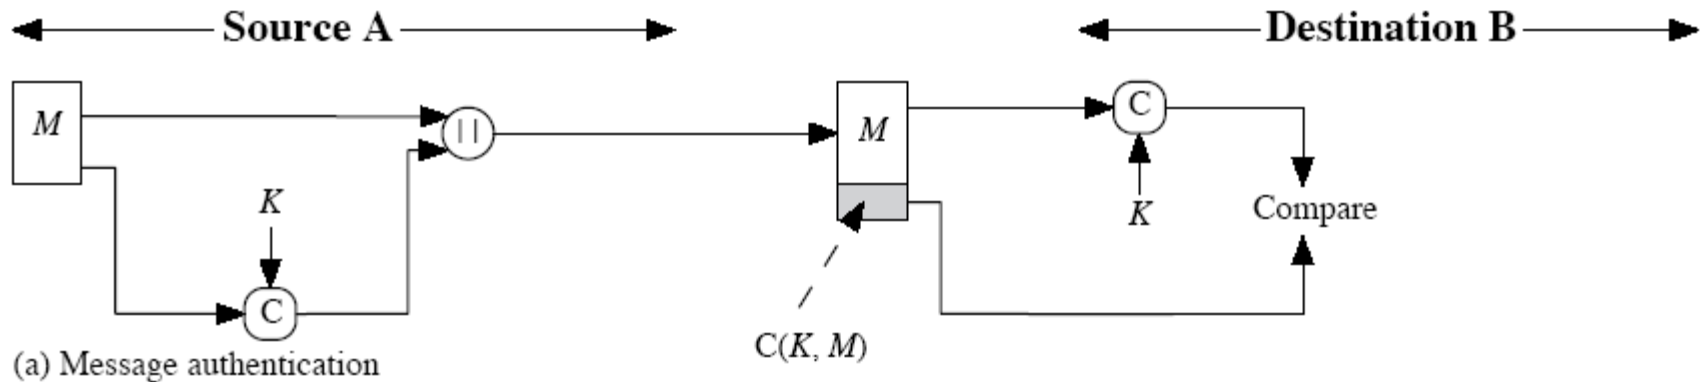 Source A
Destination B
M
||
M
C
K
K
Compare
C
C(K, M)
(a) Message authentication